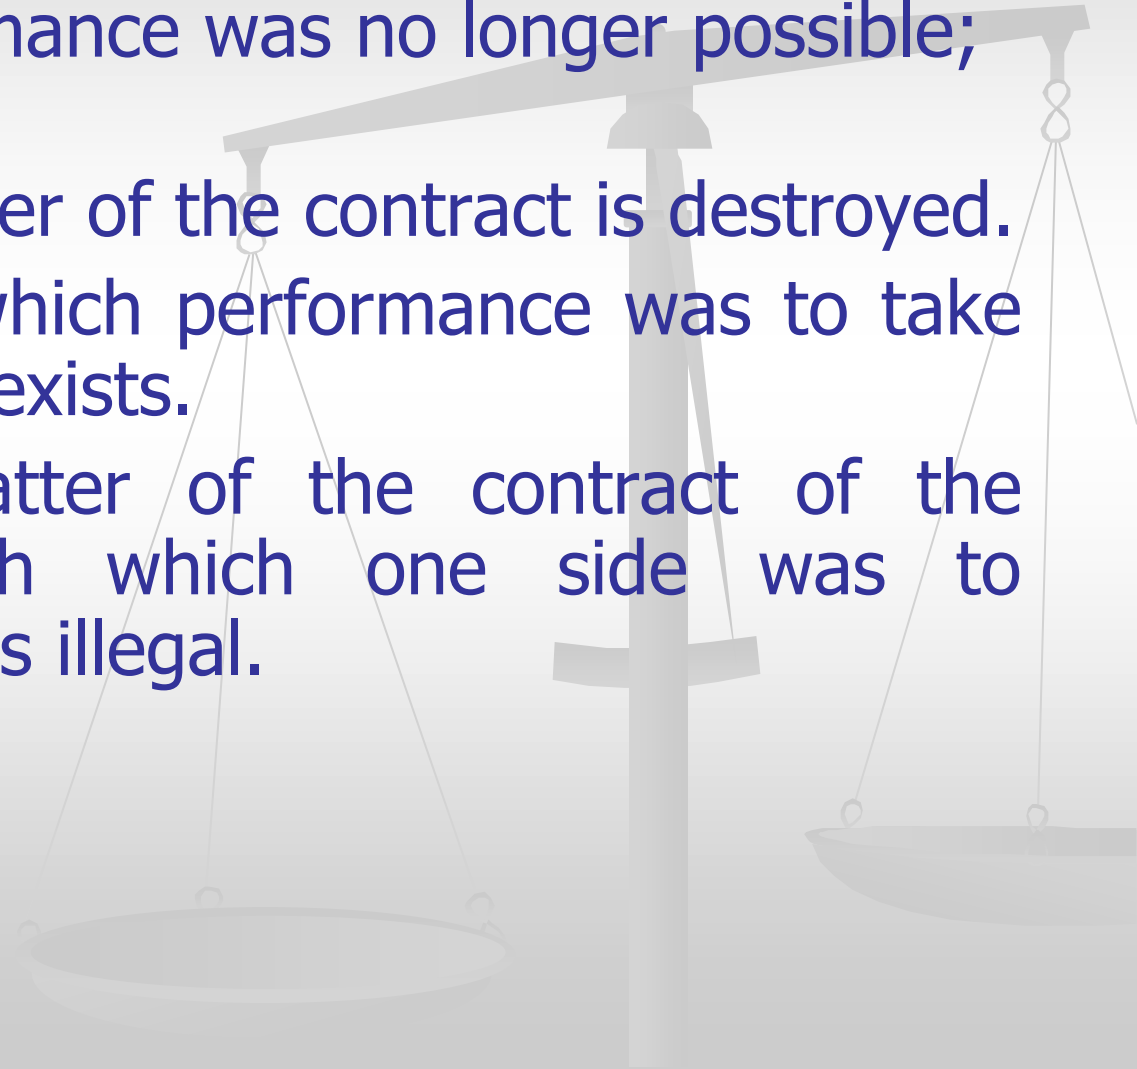 mance was no longer possible;
er of the contract is destroyed.
which performance was to take
exists.
atter of the contract of the
h which one side was to
s illegal.